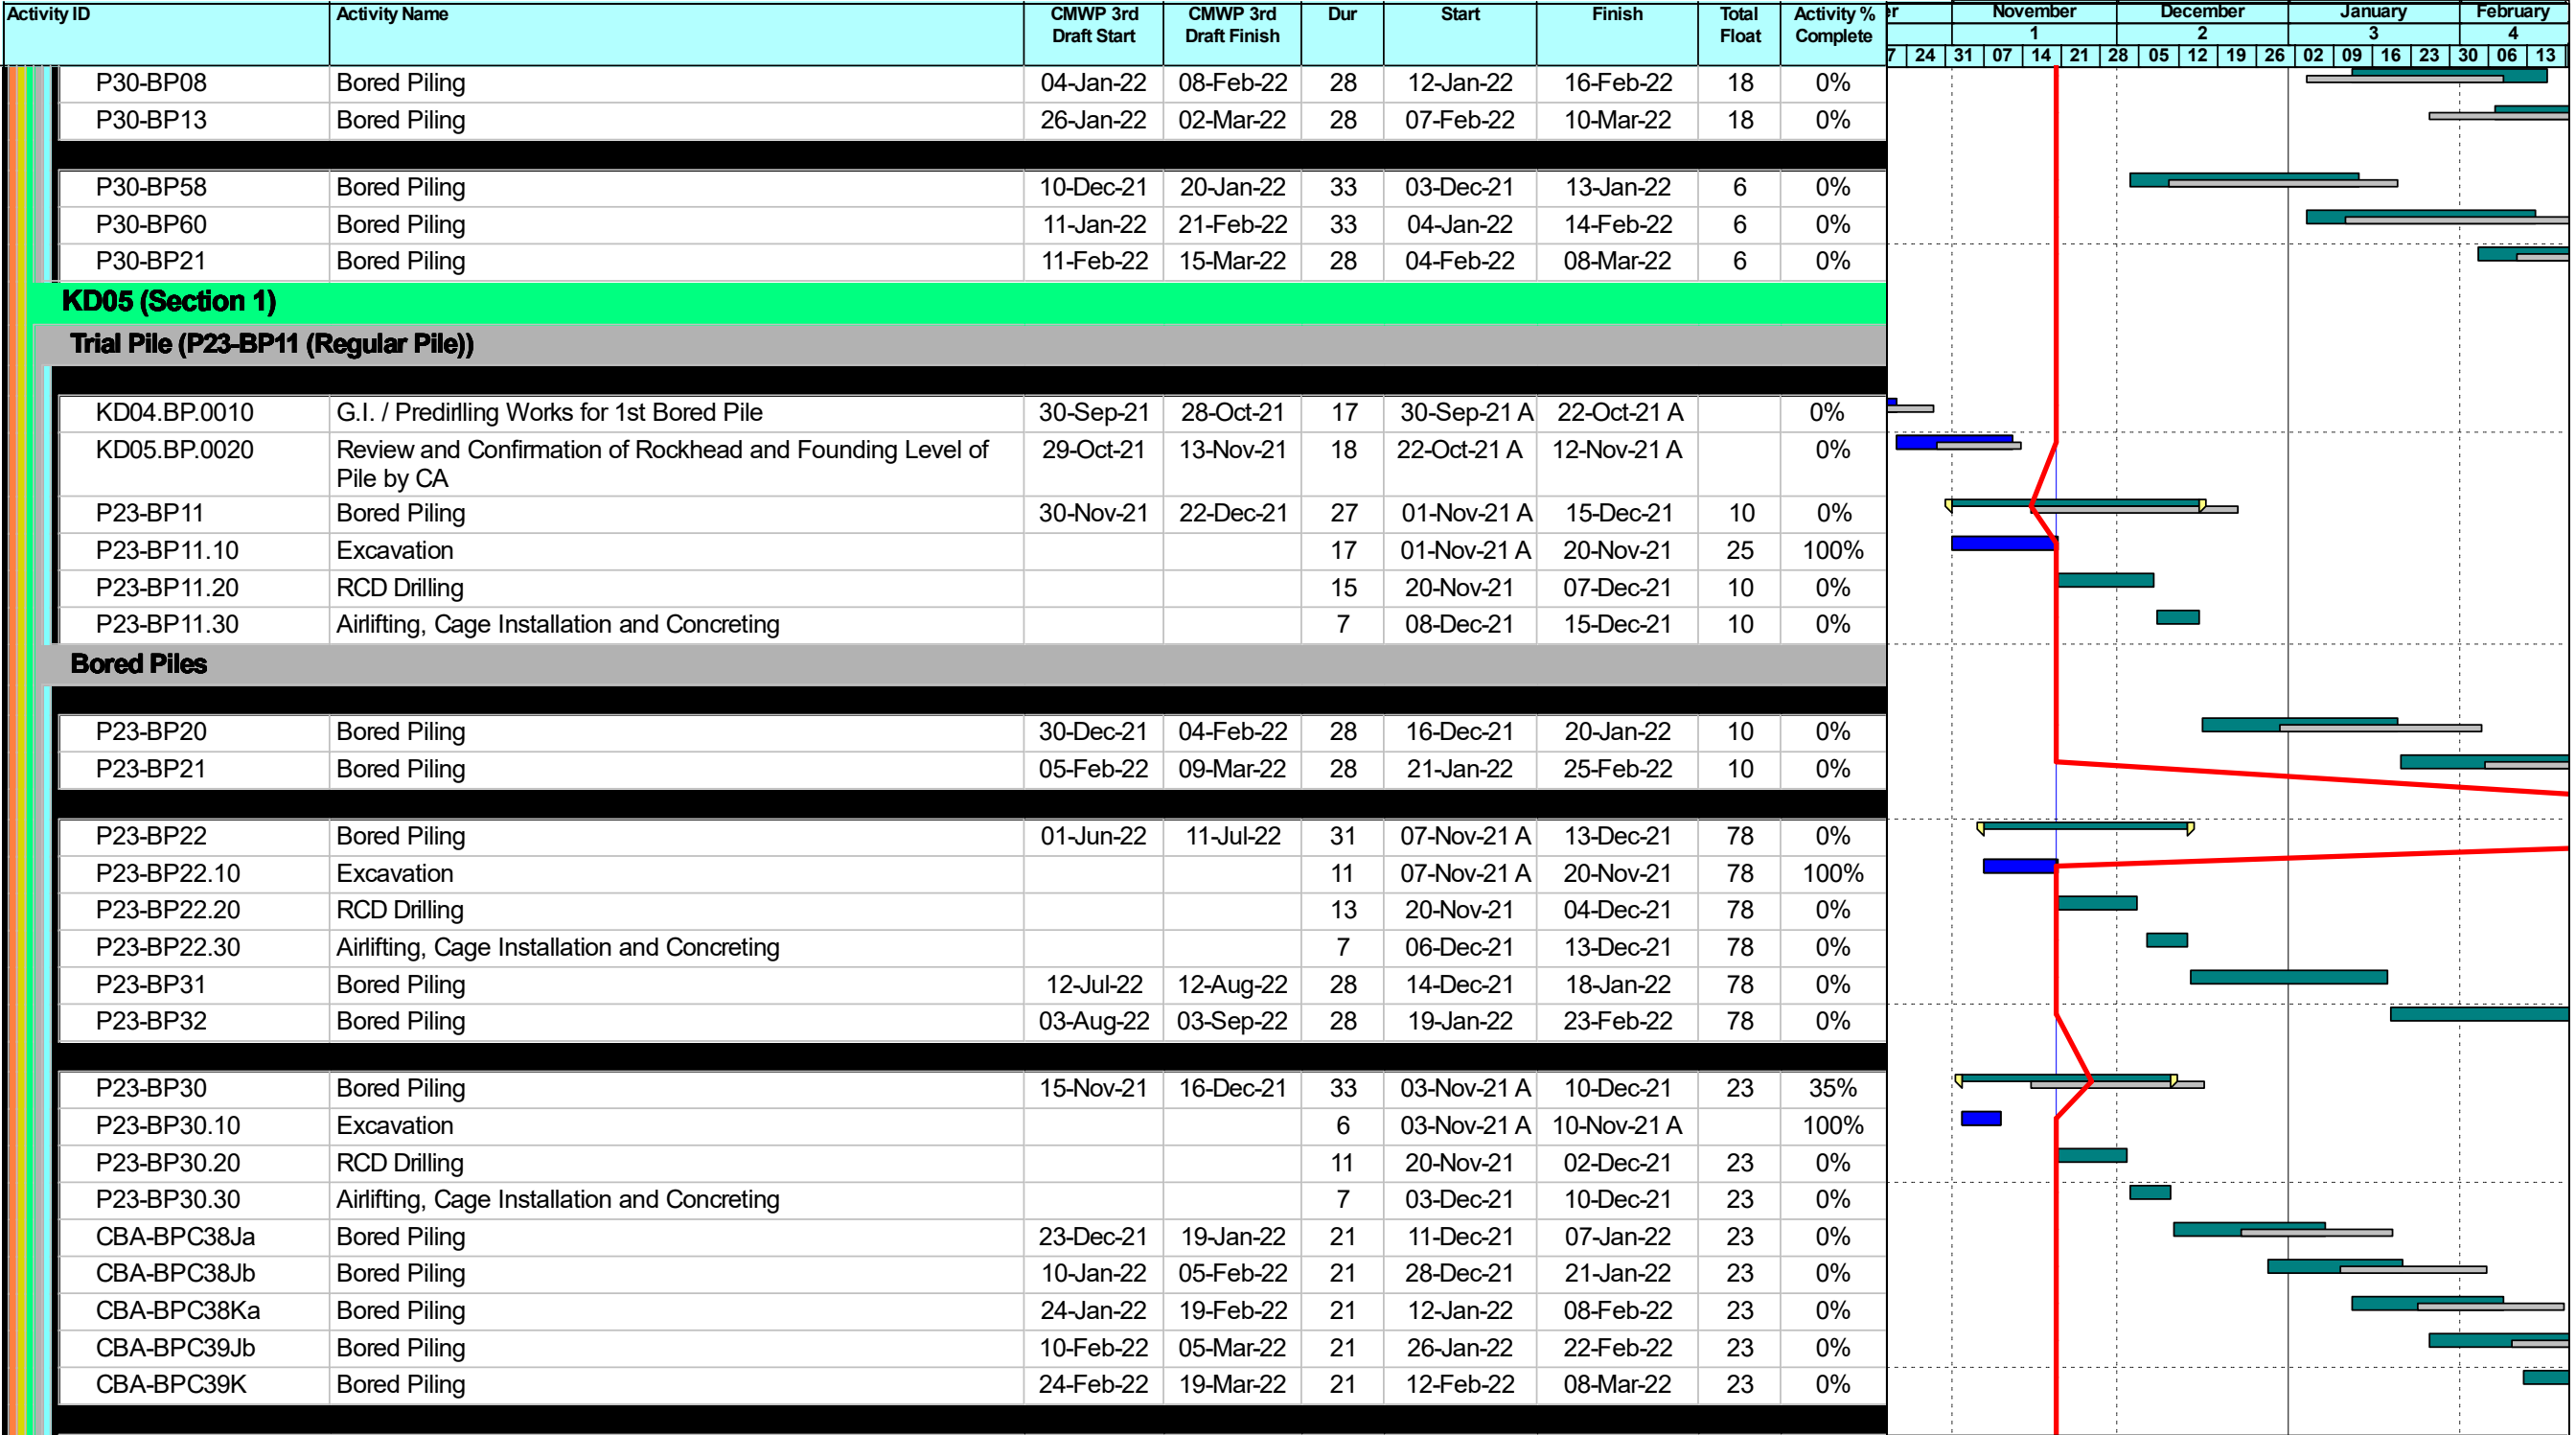 Activity ID Activity Name CMWP 3rd Draft Start CMWP 3rd Draft Finish Dur Start Finish Total Float Activity % Complete er November December January February
1 2 3 4
7 24 31 07 14 21 28 05 12 19 26 02 09 16 23 30 06 13
P30-BP08 Bored Piling 04-Jan-22 08-Feb-22 28 12-Jan-22 16-Feb-22 18 0%
P30-BP13 Bored Piling 26-Jan-22 02-Mar-22 28 07-Feb-22 10-Mar-22 18 0%
P30-BP58 Bored Piling 10-Dec-21 20-Jan-22 33 03-Dec-21 13-Jan-22 6 0%
P30-BP60 Bored Piling 11-Jan-22 21-Feb-22 33 04-Jan-22 14-Feb-22 6 0%
P30-BP21 Bored Piling 11-Feb-22 15-Mar-22 28 04-Feb-22 08-Mar-22 6 0%
KD05 (Section 1)
Trial Pile (P23-BP11 (Regular Pile))
KD04.BP.0010 G.I. / Predirlling Works for 1st Bored Pile 30-Sep-21 28-Oct-21 17 30-Sep-21 A 22-Oct-21 A 0%
KD05.BP.0020 Review and Confirmation of Rockhead and Founding Level of 29-Oct-21 13-Nov-21 18 22-Oct-21 A 12-Nov-21 A 0%
Pile by CA
P23-BP11 Bored Piling 30-Nov-21 22-Dec-21 27 01-Nov-21 A 15-Dec-21 10 0%
P23-BP11.10 Excavation 17 01-Nov-21 A 20-Nov-21 25 100%
P23-BP11.20 RCD Drilling 15 20-Nov-21 07-Dec-21 10 0%
P23-BP11.30 Airlifting, Cage Installation and Concreting 7 08-Dec-21 15-Dec-21 10 0%
Bored Piles
P23-BP20 Bored Piling 30-Dec-21 04-Feb-22 28 16-Dec-21 20-Jan-22 10 0%
P23-BP21 Bored Piling 05-Feb-22 09-Mar-22 28 21-Jan-22 25-Feb-22 10 0%
P23-BP22 Bored Piling 01-Jun-22 11-Jul-22 31 07-Nov-21 A 13-Dec-21 78 0%
P23-BP22.10 Excavation 11 07-Nov-21 A 20-Nov-21 78 100%
P23-BP22.20 RCD Drilling 13 20-Nov-21 04-Dec-21 78 0%
P23-BP22.30 Airlifting, Cage Installation and Concreting 7 06-Dec-21 13-Dec-21 78 0%
P23-BP31 Bored Piling 12-Jul-22 12-Aug-22 28 14-Dec-21 18-Jan-22 78 0%
P23-BP32 Bored Piling 03-Aug-22 03-Sep-22 28 19-Jan-22 23-Feb-22 78 0%
P23-BP30 Bored Piling 15-Nov-21 16-Dec-21 33 03-Nov-21 A 10-Dec-21 23 35%
P23-BP30.10 Excavation 6 03-Nov-21 A 10-Nov-21 A 100%
P23-BP30.20 RCD Drilling 11 20-Nov-21 02-Dec-21 23 0%
P23-BP30.30 Airlifting, Cage Installation and Concreting 7 03-Dec-21 10-Dec-21 23 0%
CBA-BPC38Ja Bored Piling 23-Dec-21 19-Jan-22 21 11-Dec-21 07-Jan-22 23 0%
CBA-BPC38Jb Bored Piling 10-Jan-22 05-Feb-22 21 28-Dec-21 21-Jan-22 23 0%
CBA-BPC38Ka Bored Piling 24-Jan-22 19-Feb-22 21 12-Jan-22 08-Feb-22 23 0%
CBA-BPC39Jb Bored Piling 10-Feb-22 05-Mar-22 21 26-Jan-22 22-Feb-22 23 0%
CBA-BPC39K Bored Piling 24-Feb-22 19-Mar-22 21 12-Feb-22 08-Mar-22 23 0%